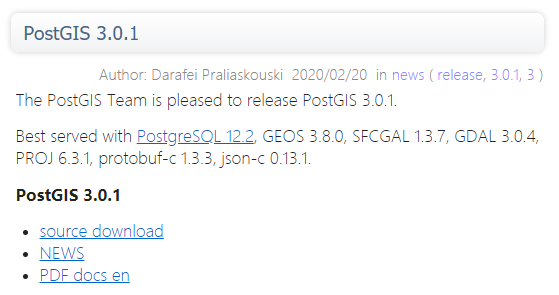 PostGIS 3.0.1
Author: Darafei Praliaskouski 2020/02/20 in news ( release, 3.0.1, 3 )
The PostGIS Team is pleased to release PostGIS 3.0.1.
Best served with PostgreSQL 12.2, GEOS 3.8.0, SFCGAL 1.3.7, GDAL 3.0.4,
PROJ 6.3.1, protobuf-c 1.3.3, json-c 0.13.1.
PostGIS 3.0.1
• source download
• NEWS
• PDF docs en